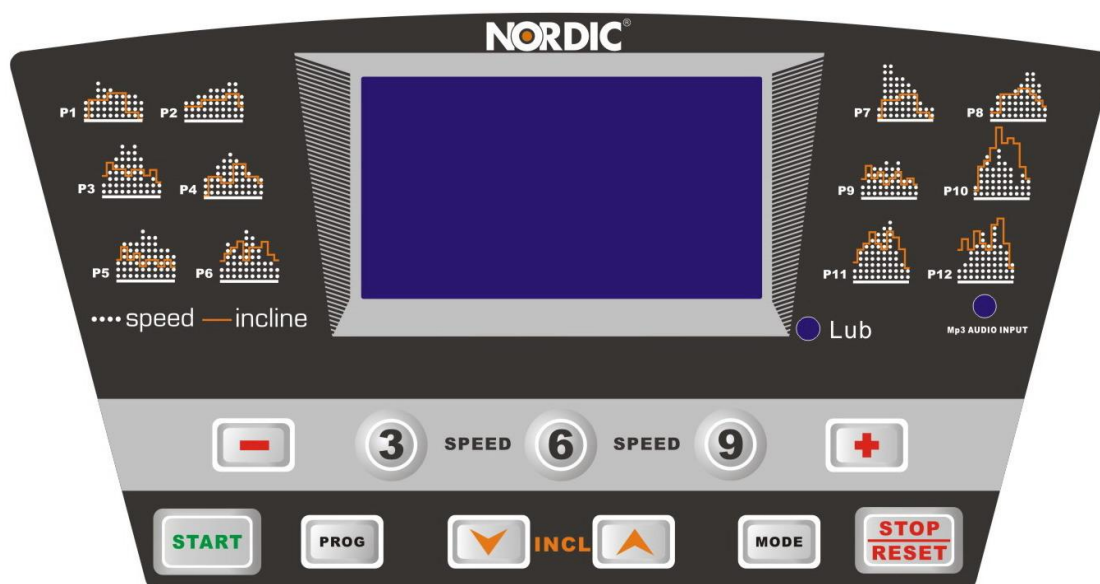 NORDIC®
P1 P2
P3 P4
P5 P6
P7 P8
P9 P10
P11 P12
speed incline
Lub
Mp3 AUDIO INPUT
- 3 SPEED 6 SPEED 9 +
START PROG INCL MODE STOP
RESET